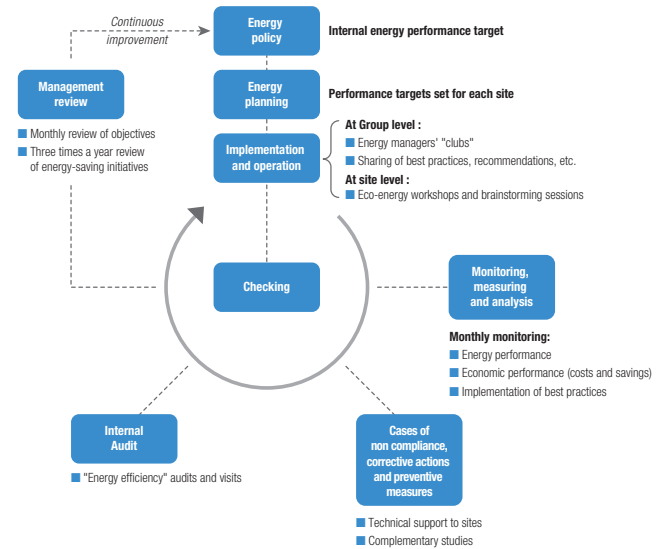 Continuous
improvement
Energy
policy
Internal energy performance target
Management
review
Energy
planning
Performance targets set for each site
Monthly review of objectives
Three times a year review
of energy-saving initiatives
Implementation
and operation
At Group level :
Energy managers' "clubs"
Sharing of best practices, recommendations, etc.
At site level :
Eco-energy workshops and brainstorming sessions
Checking
Monitoring,
measuring
and analysis
Monthly monitoring:
Energy performance
Economic performance (costs and savings)
Implementation of best practices
Internal
Audit
"Energy efficiency" audits and visits
Cases of
non compliance,
corrective actions
and preventive
measures
Technical support to sites
Complementary studies